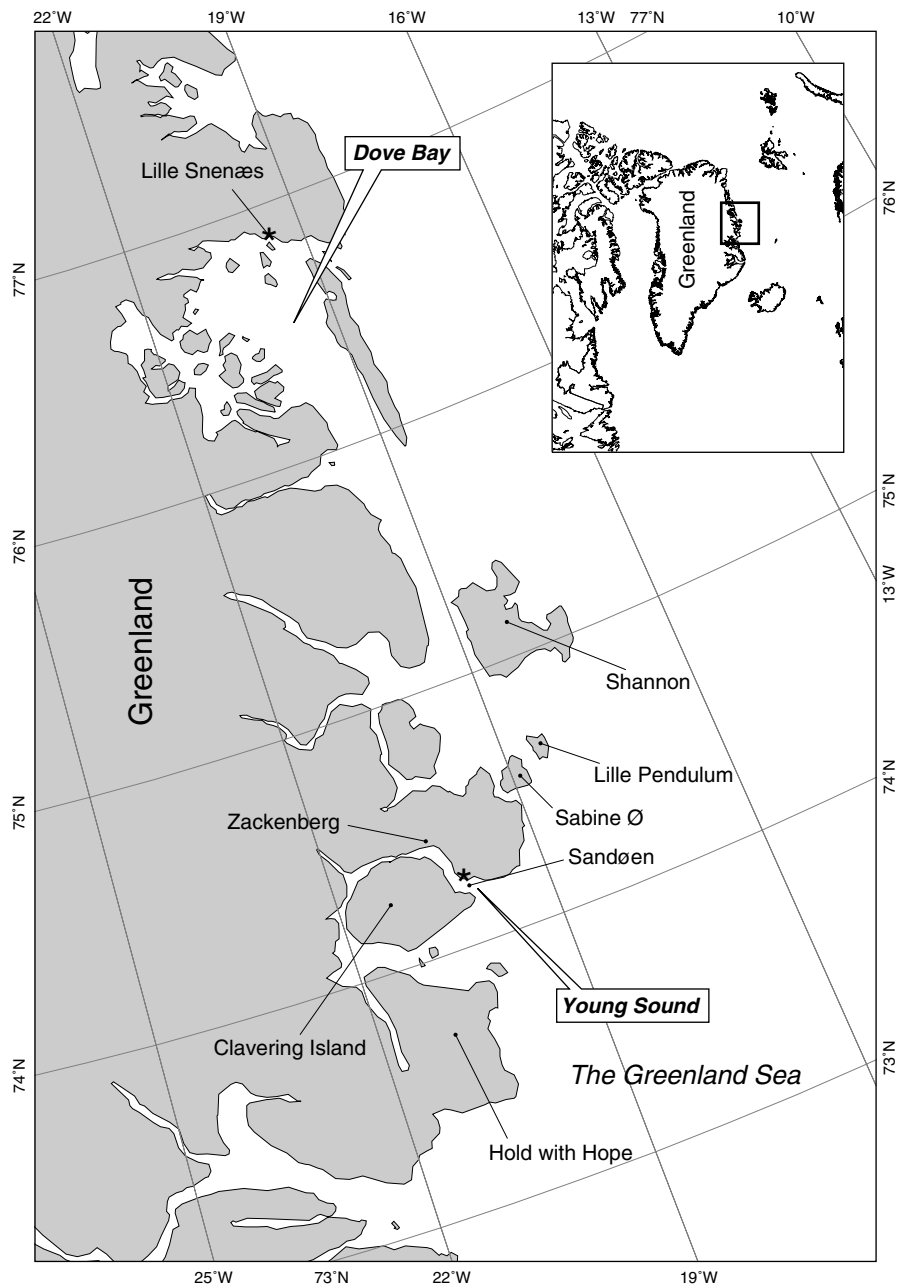 22˚W
19˚W
16˚W
13˚W
77˚N
10˚W
Dove Bay
Lille Snenæs
76˚N
Greenland
77˚N
75˚N
76˚N
13˚W
Greenland
Shannon
Lille Pendulum
74˚N
75˚N
Sabine Ø
Zackenberg
Sandøen
Young Sound
Clavering Island
73˚N
74˚N
The Greenland Sea
Hold with Hope
25˚W
73˚N
22˚W
19˚W